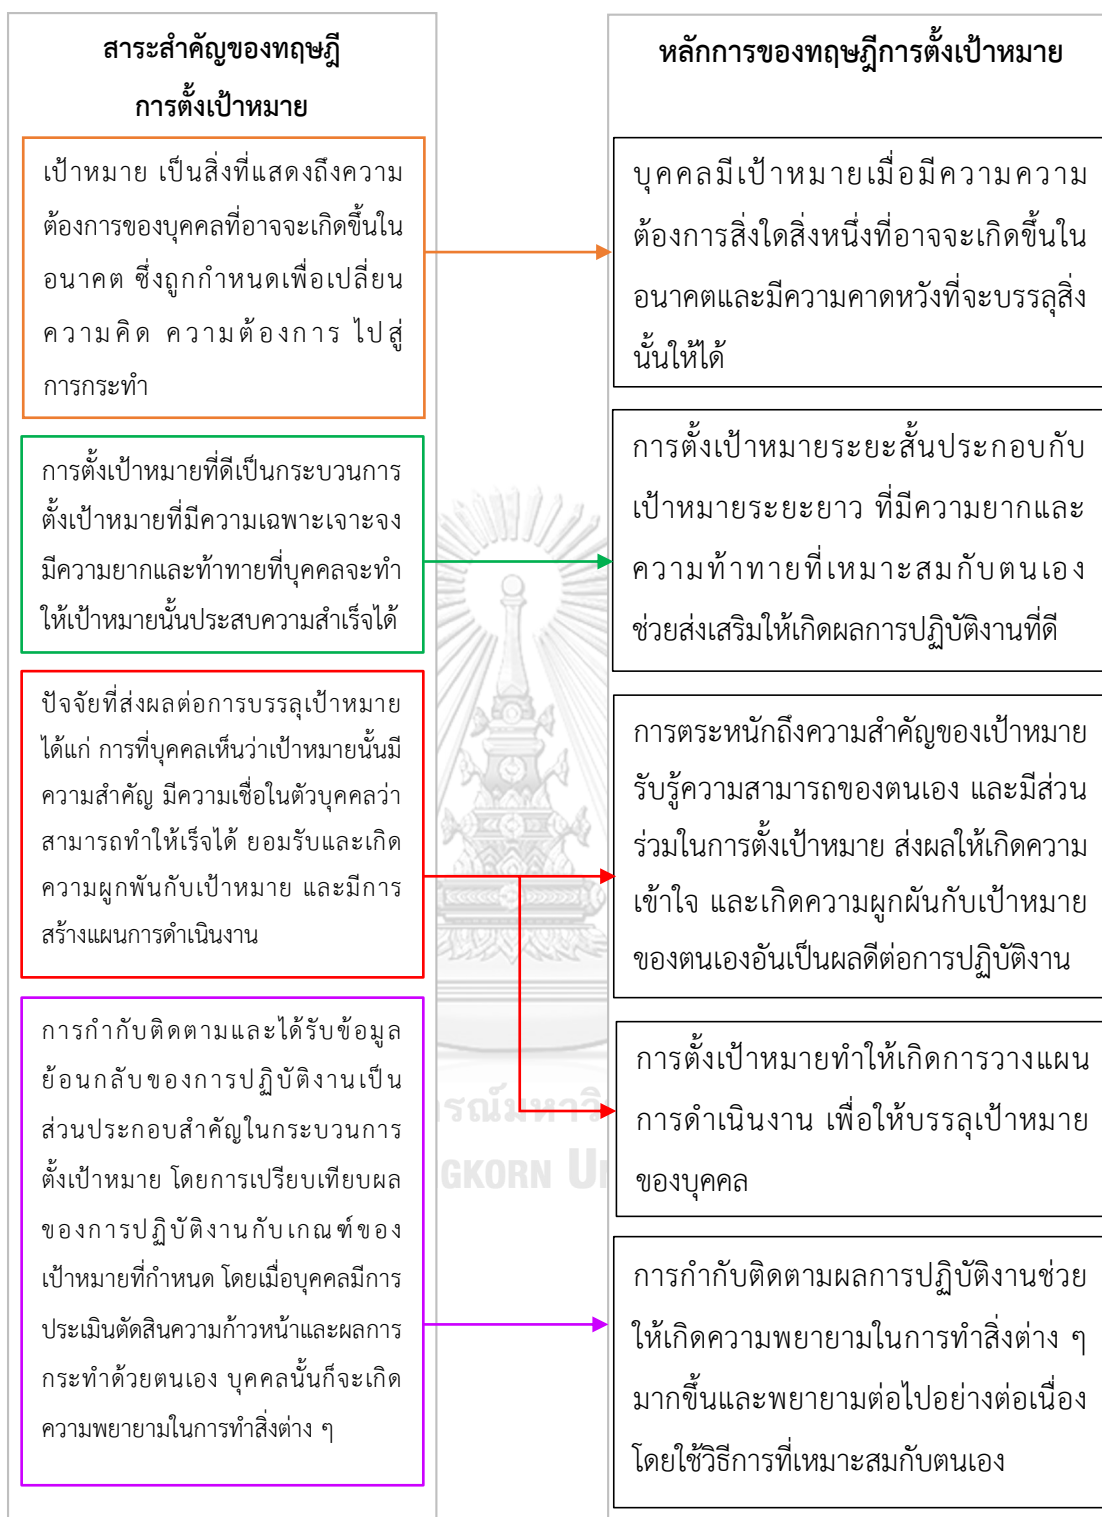 สาระสำคัญของทฤษฎี
การตั้งเป้าหมาย
เป้าหมาย เป็นสิ่งที่แสดงถึงความ
ต้องการของบุคคลที่อาจจะเกิดขึ้นใน
อนาคต ซึ่งถูกกำหนดเพื่อเปลี่ยน
ความคิด ความต้องการ ไปสู่
การกระทำ
การตั้งเป้าหมายที่ดีเป็นกระบวนการ
ตั้งเป้าหมายที่มีความเฉพาะเจาะจง
มีความยากและท้าทายที่บุคคลจะทำ
ให้เป้าหมายนั้นประสบความสำเร็จได้
ปัจจัยที่ส่งผลต่อการบรรลุเป้าหมาย
ได้แก่ การที่บุคคลเห็นว่าเป้าหมายนั้นมี
ความสำคัญ มีความเชื่อในตัวบุคคลว่า
สามารถทำให้เร็จได้ ยอมรับและเกิด
ความผูกพันกับเป้าหมาย และมีการ
สร้างแผนการดำเนินงาน
การกำกับติดตามและได้รับข้อมูล
ย้อนกลับของการปฏิบัติงานเป็น
ส่วนประกอบสำคัญในกระบวนการ
ตั้งเป้าหมาย โดยการเปรียบเทียบผล
ของการปฏิบัติงานกับเกณฑ์ของ
เป้าหมายที่กำหนด โดยเมื่อบุคคลมีการ
ประเมินตัดสินความก้าวหน้าและผลการ
กระทำด้วยตนเอง บุคคลนั้นก็จะเกิด
ความพยายามในการทำสิ่งต่าง ๆ
หลักการของทฤษฎีการตั้งเป้าหมาย
บุคคลมีเป้าหมายเมื่อมีความความ
ต้องการสิ่งใดสิ่งหนึ่งที่อาจจะเกิดขึ้นใน
อนาคตและมีความคาดหวังที่จะบรรลุสิ่ง
นั้นให้ได้
การตั้งเป้าหมายระยะสั้นประกอบกับ
เป้าหมายระยะยาว ที่มีความยากและ
ความท้าทายที่เหมาะสมกับตนเอง
ช่วยส่งเสริมให้เกิดผลการปฏิบัติงานที่ดี
การตระหนักถึงความสำคัญของเป้าหมาย
รับรู้ความสามารถของตนเอง และมีส่วน
ร่วมในการตั้งเป้าหมาย ส่งผลให้เกิดความ
เข้าใจ และเกิดความผูกผันกับเป้าหมาย
ของตนเองอันเป็นผลดีต่อการปฏิบัติงาน
การตั้งเป้าหมายทำให้เกิดการวางแผน
การดำเนินงาน เพื่อให้บรรลุเป้าหมาย
ของบุคคล
การกำกับติดตามผลการปฏิบัติงานช่วย
ให้เกิดความพยายามในการทำสิ่งต่าง ๆ
มากขึ้นและพยายามต่อไปอย่างต่อเนื่อง
โดยใช้วิธีการที่เหมาะสมกับตนเอง
รณ์มหาวิ
GKORN U